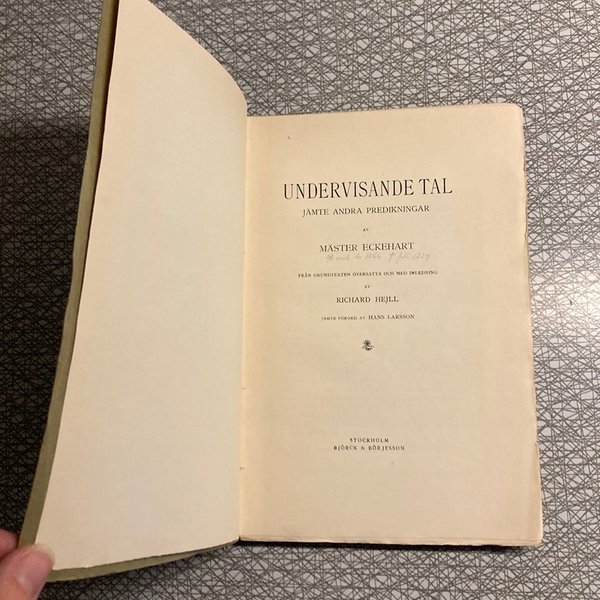 UNDERVISANDE TAL
JÄMTE ANDRA PREDIKNINGAR
AV
MÄSTER ECKEHART
FRÅN GRUNDTEXTEN ÖVERSATTA OCH MED INLEDNING
AV
RICHARD HEJLL
JÄMTE FÖRORD AV HANS LARSSON
STOCKHOLM
BJÖRCK & BÖRJESSON